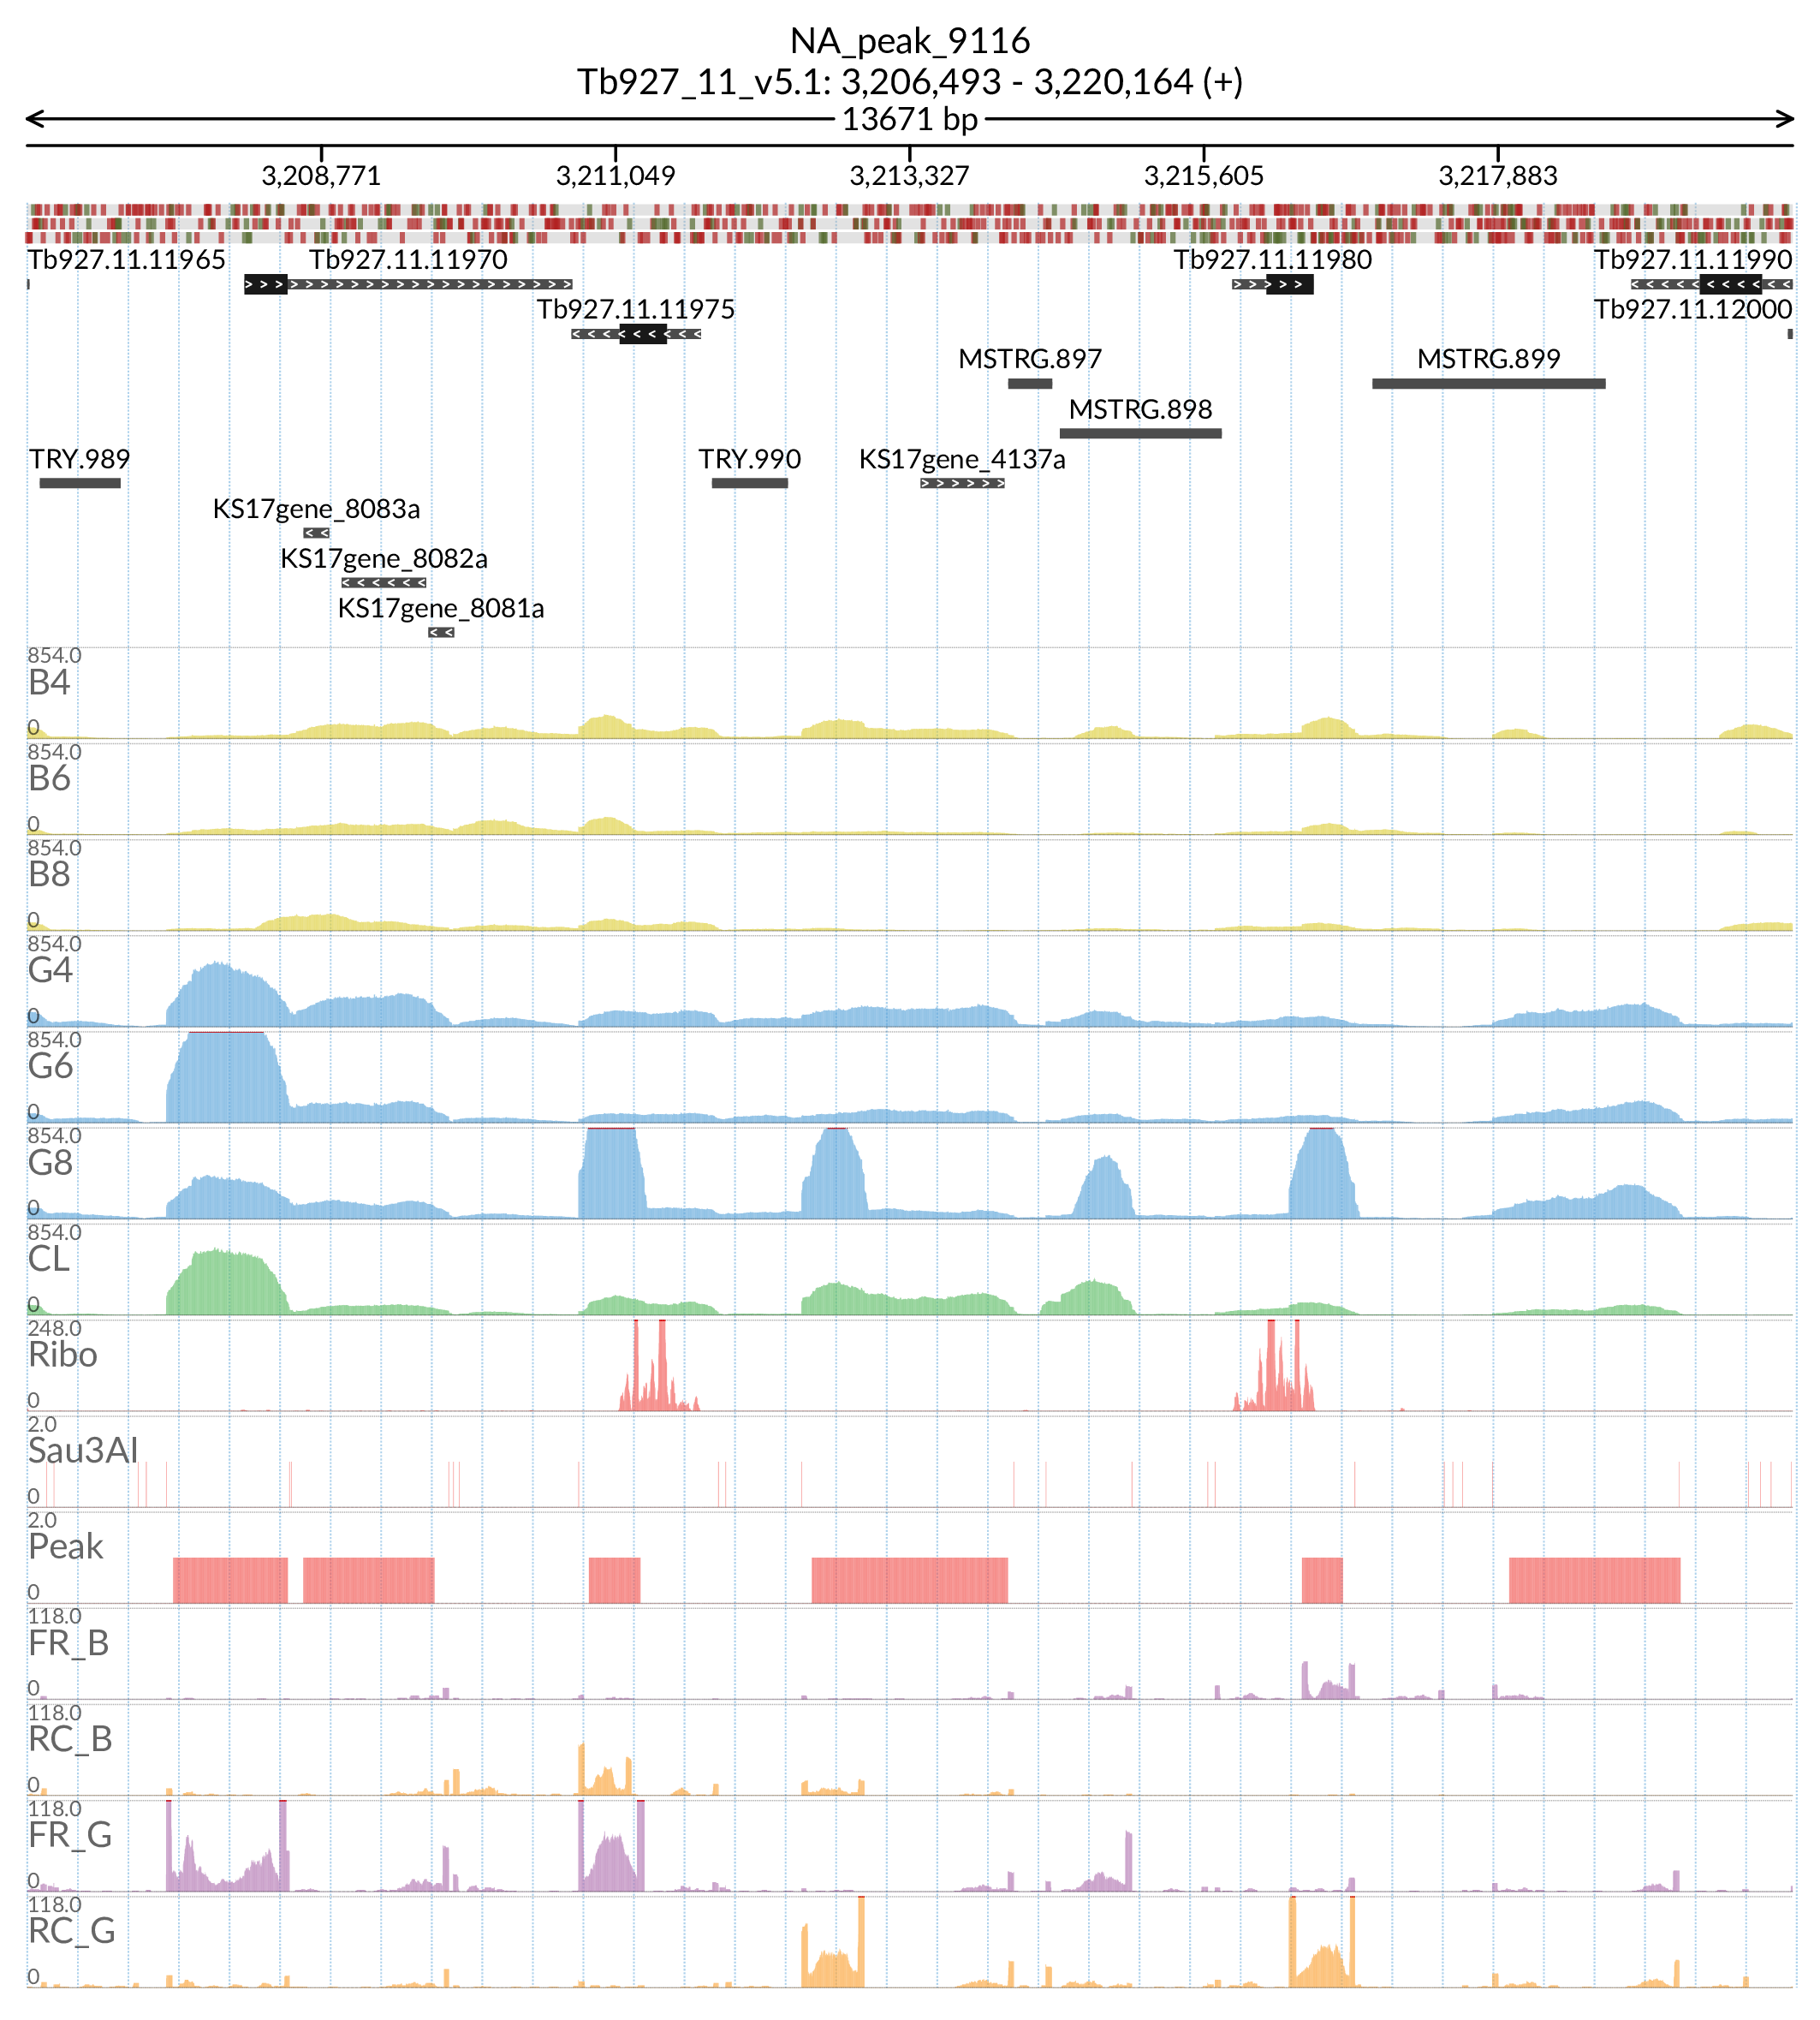 NA_peak_9116
Tb927_11_v5.1: 3,206,493 - 3,220,164 (+)
13671 bp
3,208,771 3,211,049 3,213,327 3,215,605 3,217,883
Tb927.11.11965 Tb927.11.11970 Tb927.11.11980 Tb927.11.11990
Tb927.11.11975 Tb927.11.12000
MSTRG.897 MSTRG.899
MSTRG.898
TRY.989 TRY.990 KS17gene_4137a
KS17gene_8083a
KS17gene_8082a
KS17gene_8081a
854.0
B4
0
854.0
B6
0
854.0
B8
0
854.0
G4
0
854.0
G6
0
854.0
G8
0
854.0
CL
0
248.0
Ribo
0
2.0
Sau3AI
0
2.0
Peak
0
118.0
FR_B
0
118.0
RC_B
0
118.0
FR_G
0
118.0
RC_G
0